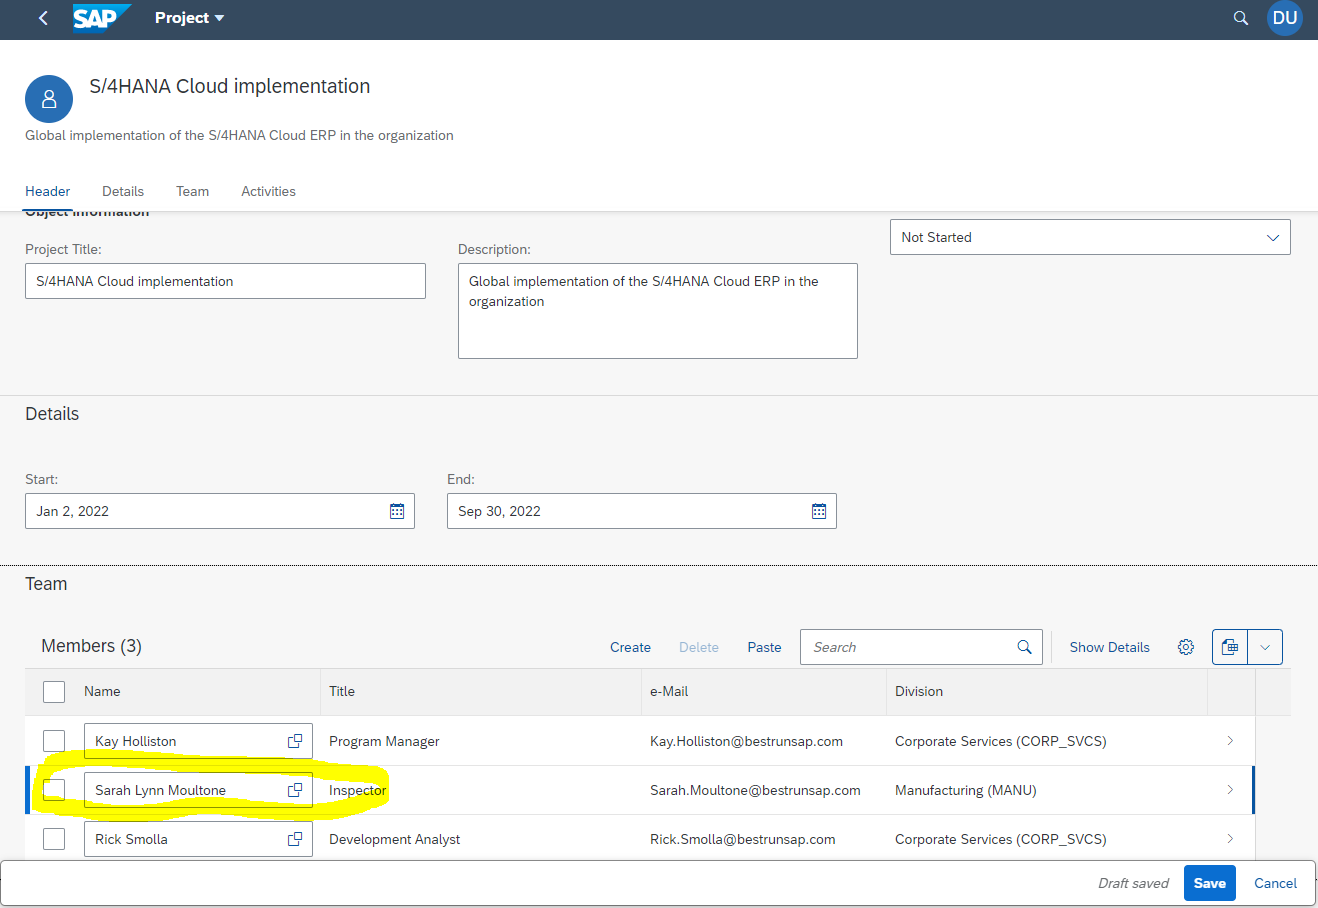 SAP Project DU
S/4HANA Cloud implementation
Global implementation of the S/4HANA Cloud ERP in the organization
Header Details Team Activities
Object Information
Not Started
Project Title: Description:
S/4HANA Cloud implementation Global implementation of the S/4HANA Cloud ERP in the
organization
Details
Start: End:
Jan 2, 2022 Sep 30, 2022
Team
Members (3) Create Delete Paste Search Show Details
Name Title e-Mail Division
Kay Holliston Program Manager Kay.Holliston@bestrunsap.com Corporate Services (CORP_SVCS)
Sarah Lynn Moultone Inspector Sarah.Moultone@bestrunsap.com Manufacturing (MANU)
Rick Smolla Development Analyst Rick.Smolla@bestrunsap.com Corporate Services (CORP_SVCS)
Draft saved Save Cancel